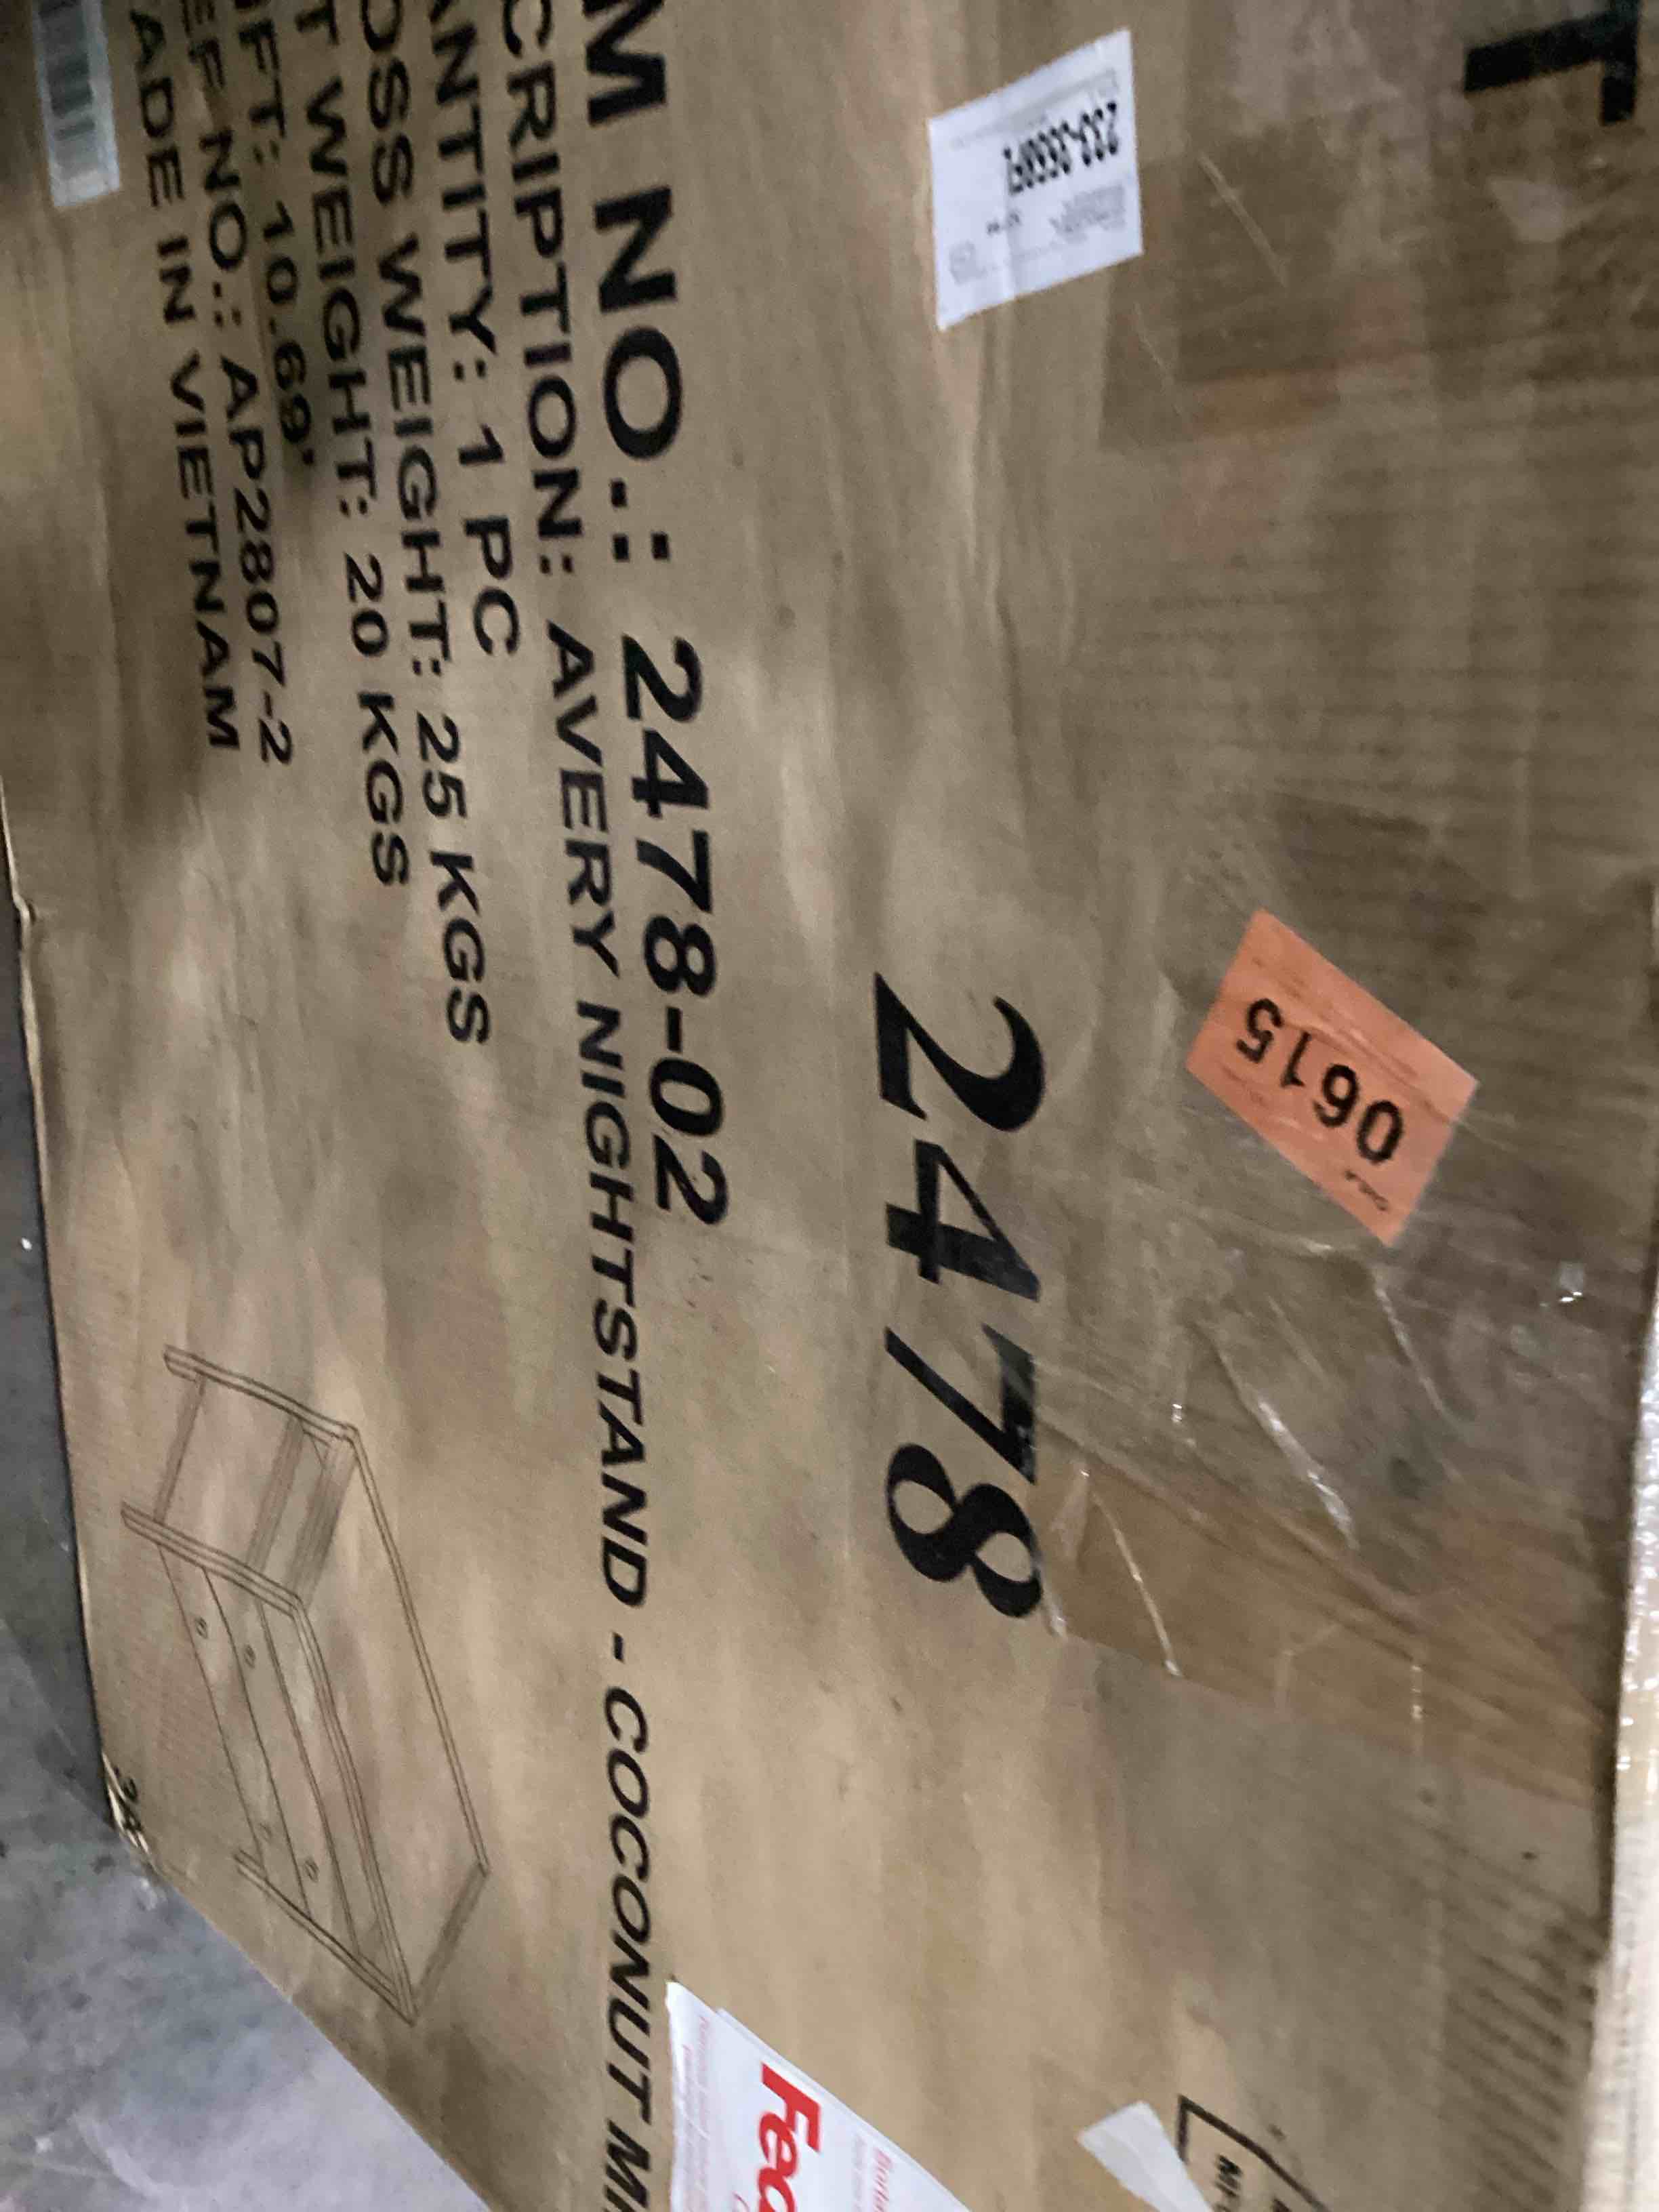 T
M NO.: 2478-02
CRIPTION: AVERY NIGHTSTAND - COCONUT MI
ANTITY: 1 PC
OSS WEIGHT: 25 KGS
T WEIGHT: 20 KGS
FT: 10.69'
EF NO.: AP2807-2
ADE IN VIETNAM
2478
0615
Fed